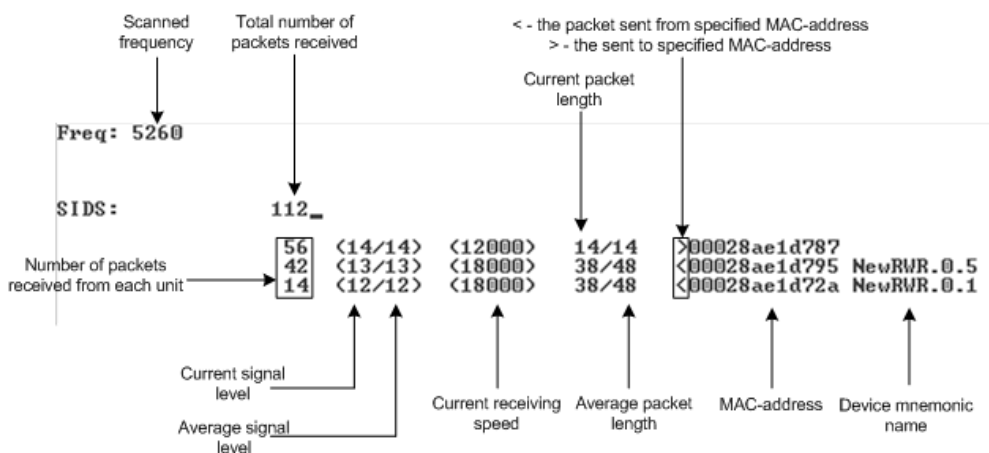 Scanned
frequency
Total number of
packets received
< - the packet sent from specified MAC-address
> - the sent to specified MAC-address
Current packet
length
Freq: 5260
SIDS: 112_
56 (14/14) (12000) 14/14 >00028ae1d787
42 (13/13) (18000) 38/48 <00028ae1d795 NewRWR.0.5
14 (12/12) (18000) 38/48 <00028ae1d72a NewRWR.0.1
Number of packets
received from each unit
Current signal
level
Average signal
level
Current receiving
speed
Average packet
length
MAC-address
Device mnemonic
name